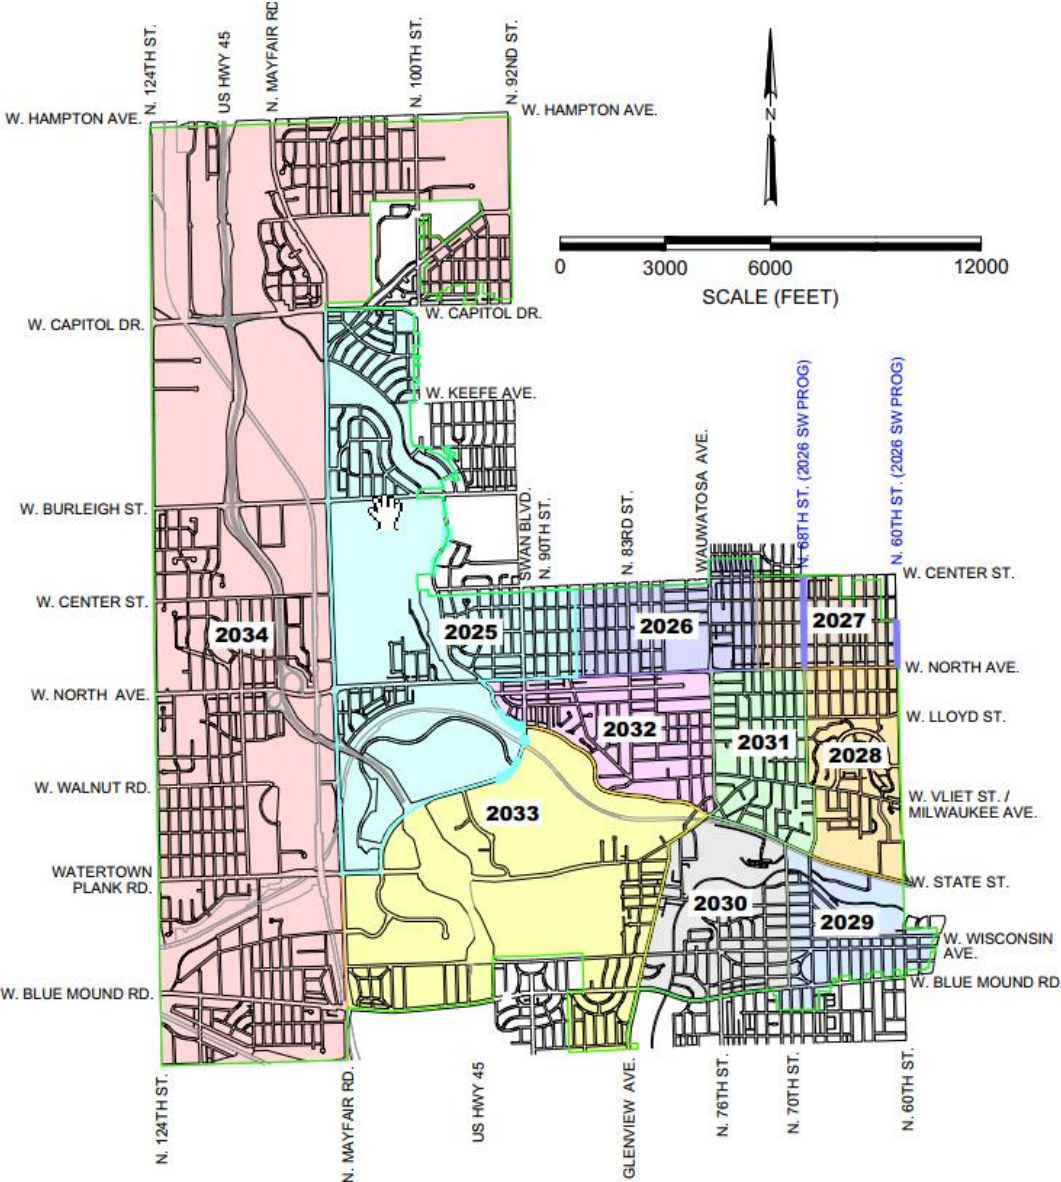 N. 124TH ST.
US HWY 45
N. MAYFAIR RD
N. 100TH ST.
N. 92ND ST.
W. HAMPTON AVE.
W. HAMPTON AVE.
N
0
3000
6000
12000
SCALE (FEET)
W. CAPITOL DR.
W. CAPITOL DR.
W. KEEFE AVE.
W. BURLEIGH ST.
SWAN BLVD.
N. 90TH ST.
N. 83RD ST.
WAUWATOSA AVE.
N. 68TH ST. (2026 SW PROG)
N. 60TH ST. (2026 SW PROG)
W. CENTER ST.
W. CENTER ST.
2034
2025
2026
2027
W. NORTH AVE.
W. NORTH AVE.
W. LLOYD ST.
2032
2031
2028
W. WALNUT RD.
2033
W. VLIET ST. /
MILWAUKEE AVE.
WATERTOWN
PLANK RD.
W. STATE ST.
2030
2029
W. WISCONSIN
AVE.
W. BLUE MOUND RD.
W. BLUE MOUND RD
N. 124TH ST.
N. MAYFAIR RD.
US HWY 45
GLENVIEW AVE.
N. 76TH ST.
N. 70TH ST.
N. 60TH ST.